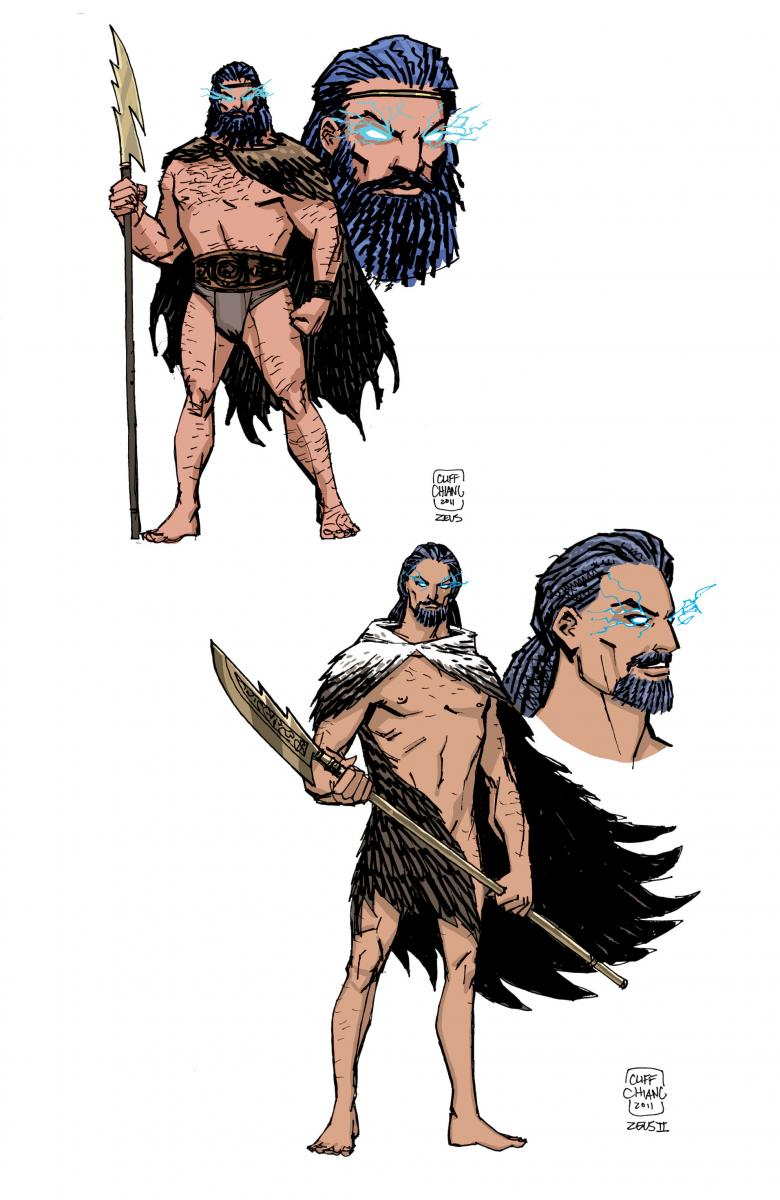 CLIFF
CHIANG
2011
ZEUS
CLIFF
CHIANG
2011
ZEUS II